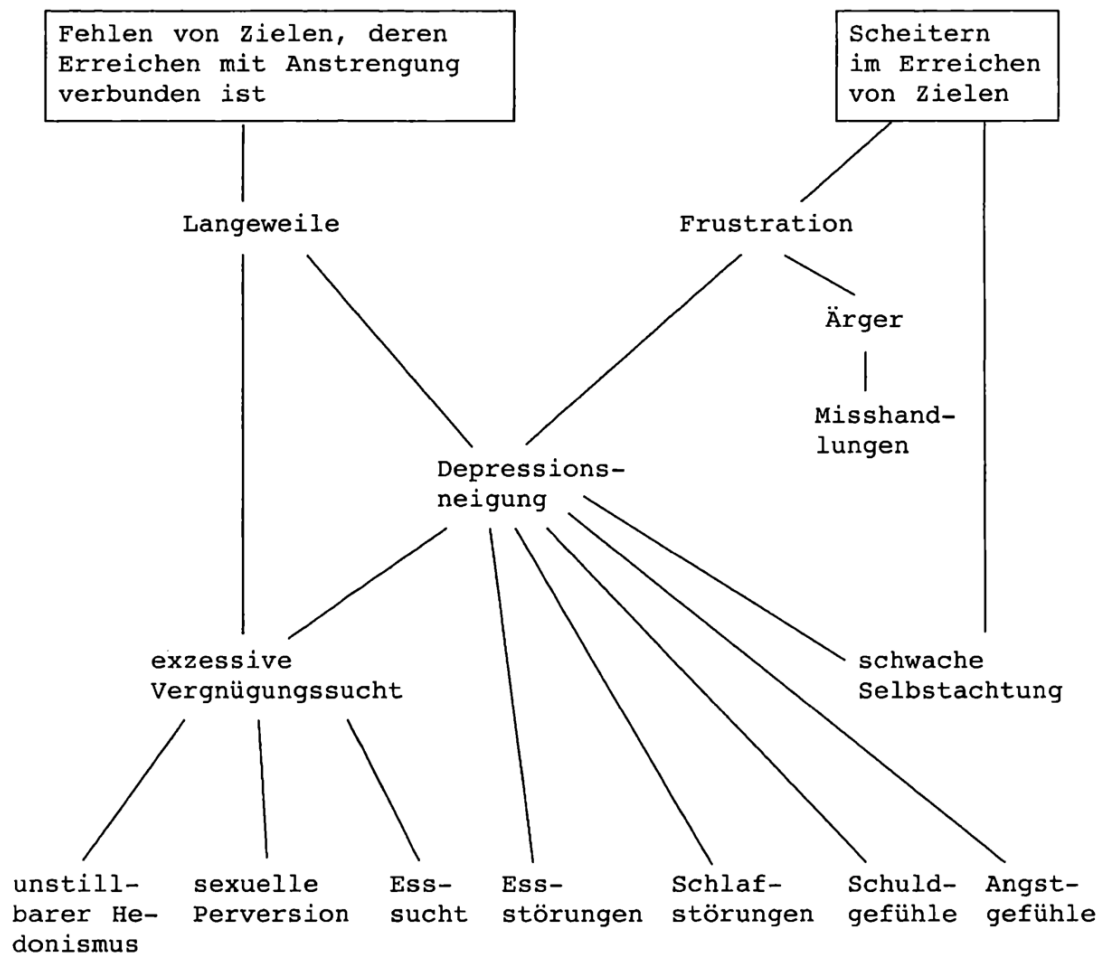 Fehlen von Zielen, deren
Erreichen mit Anstrengung
verbunden ist
Scheitern
im Erreichen
von Zielen
Langeweile
Frustration
Ärger
Misshand-
lungen
Depressions-
neigung
exzessive
Vergnügungssucht
schwache
Selbstachtung
unstill-
barer He-
donismus
sexuelle
Perversion
Ess-
sucht
Ess-
störungen
Schlaf-
störungen
Schuld-
gefühle
Angst-
gefühle